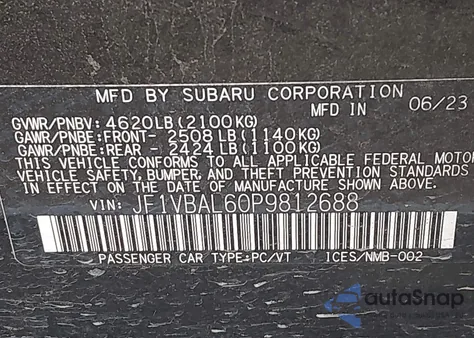 MFD BY SUBARU CORPORATION
MFD IN 06/23
GVWR/PNBV: 4620LB(2100KG)
GAWR/PNBE:FRONT- 2508LB(1140KG)
GAWR/PNBE:REAR - 2424LB(1100KG)
THIS VEHICLE CONFORMS TO ALL APPLICABLE FEDERAL MOTOR
VEHICLE SAFETY, BUMPER, AND THEFT PREVENTION STANDARDS
IN EFFECT ON THE DATE OF MANUFACTURE SHOWN ABOVE.
VIN: JF1VBAL60P9812688
PASSENGER CAR TYPE:PC/VT ICES/NMB-002
autoSnap